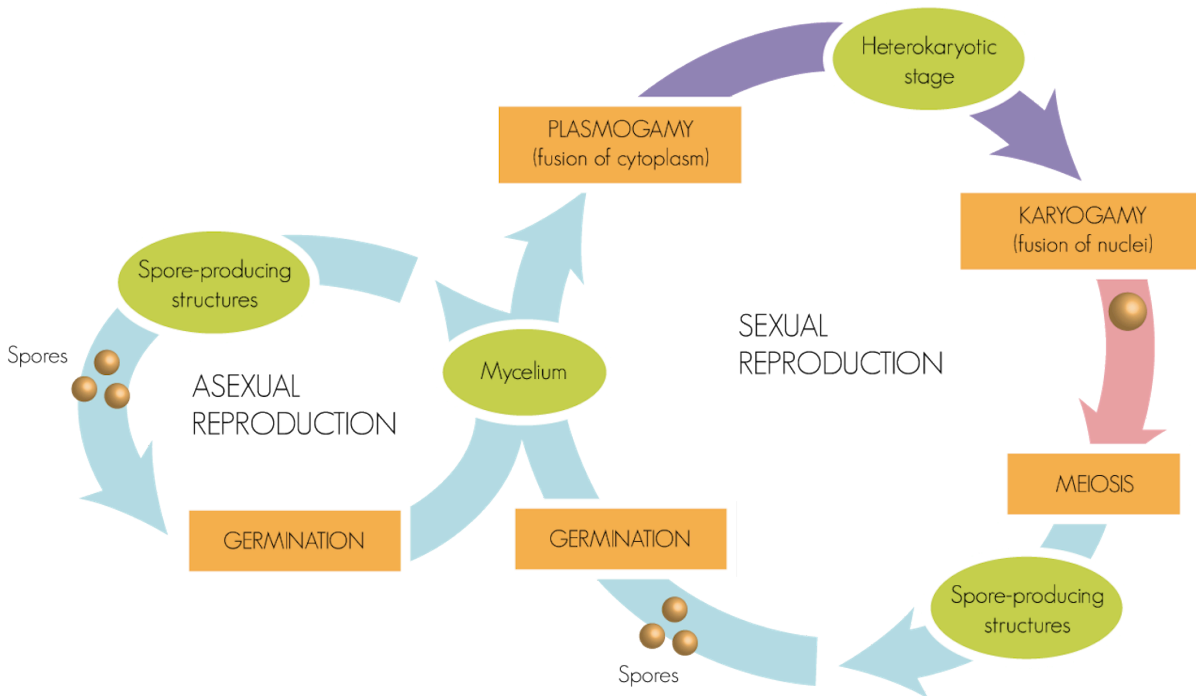 Heterokaryotic
stage
PLASMOGAMY
(fusion of cytoplasm)
KARYOGAMY
(fusion of nuclei)
Spore-producing
structures
Spores
SEXUAL
REPRODUCTION
Mycelium
ASEXUAL
REPRODUCTION
MEIOSIS
GERMINATION
GERMINATION
Spore-producing
structures
Spores